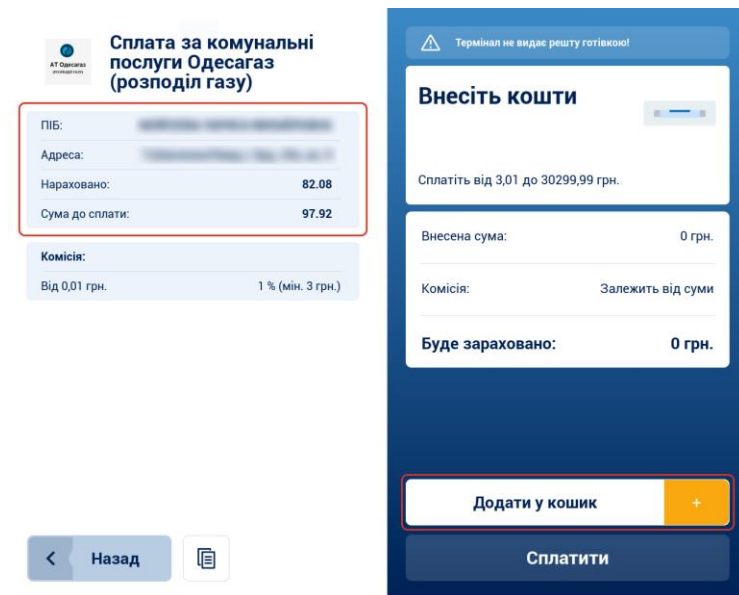 АТ Одесагаз
Сплата за комунальні
послуги Одесагаз
(розподіл газу)
ПІБ:
Адреса:
Нараховано: 82.08
Сума до сплати: 97.92
Комісія:
Від 0,01 грн. 1 % (мін. 3 грн.)
Назад
Термінал не видає решту готівкою!
Внесіть кошти
Сплатіть від 3,01 до 30299,99 грн.
Внесена сума: 0 грн.
Комісія: Залежить від суми
Буде зараховано: 0 грн.
Додати у кошик +
Сплатити